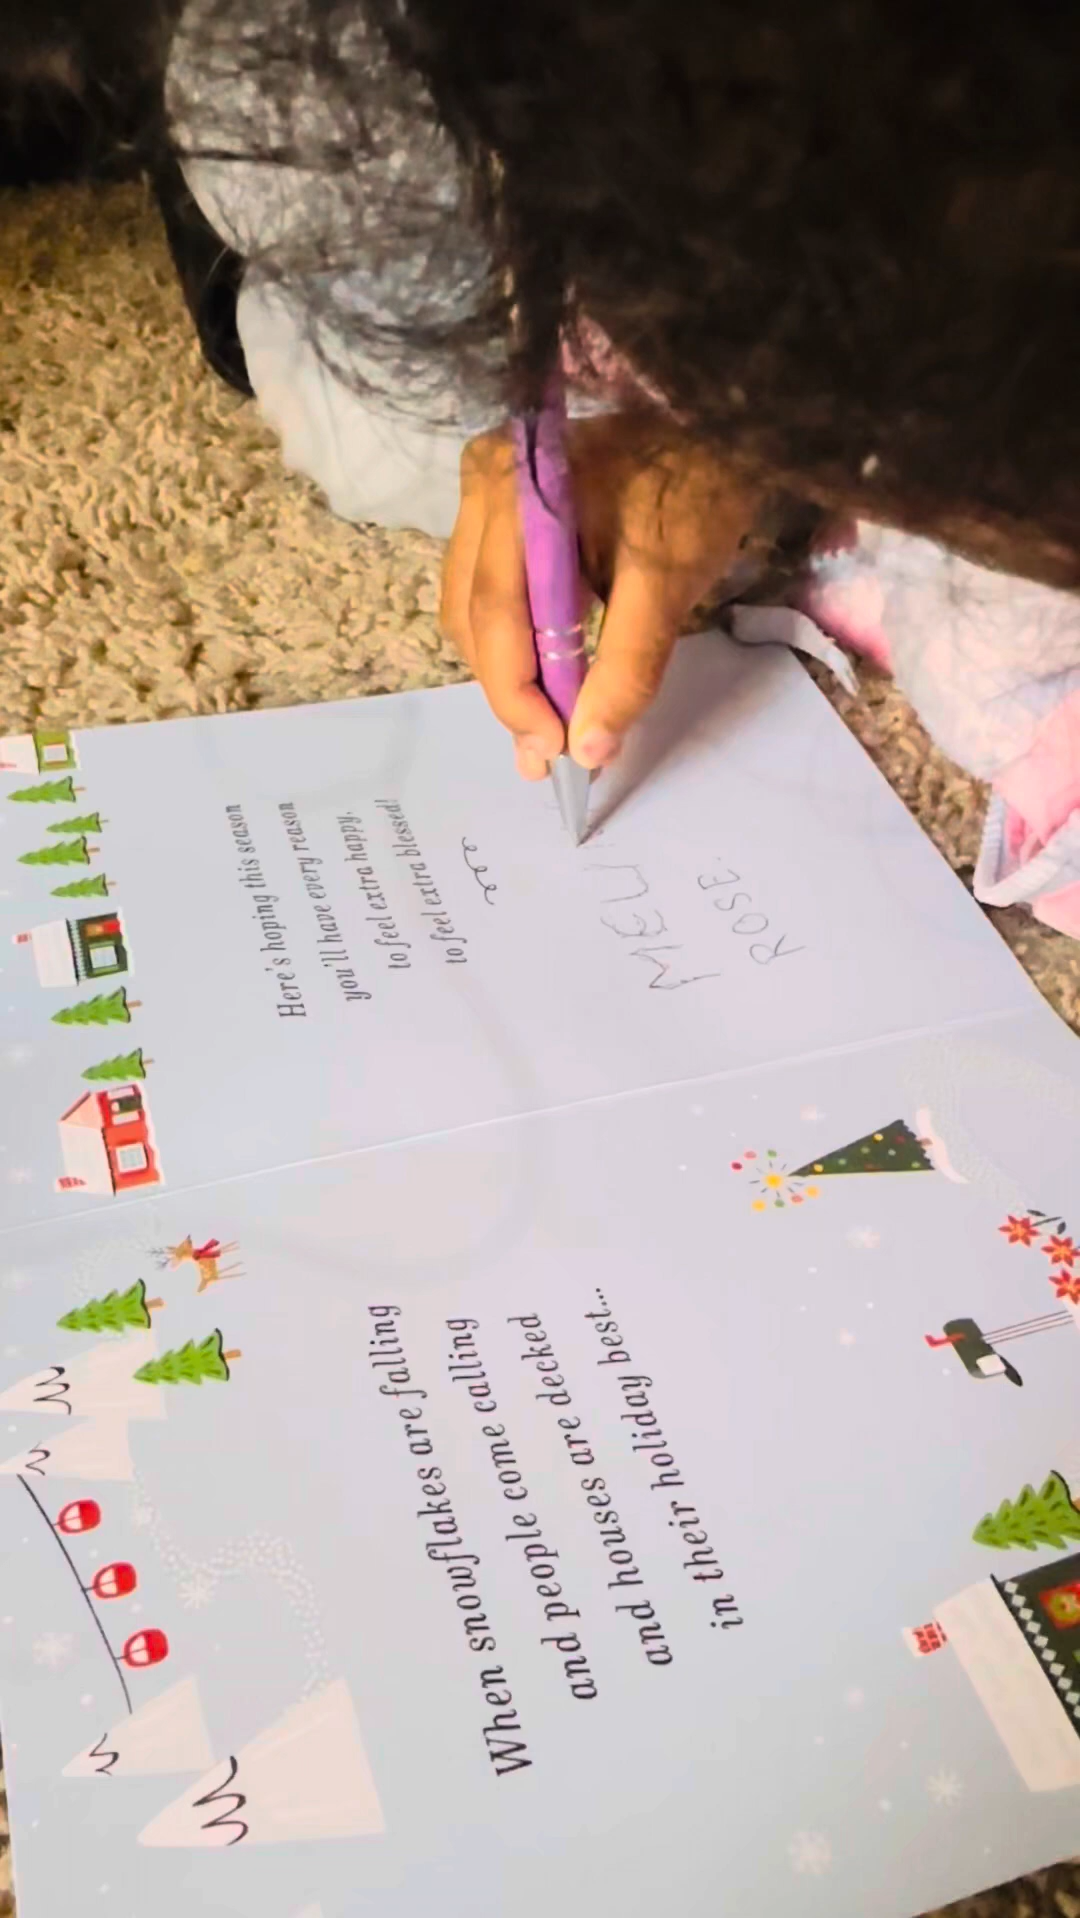 When snowflakes are falling
and people come calling
and houses are decked
in their holiday best...
Here's hoping this season
you'll have every reason
to feel extra happy,
to feel extra blessed!
ROSE.